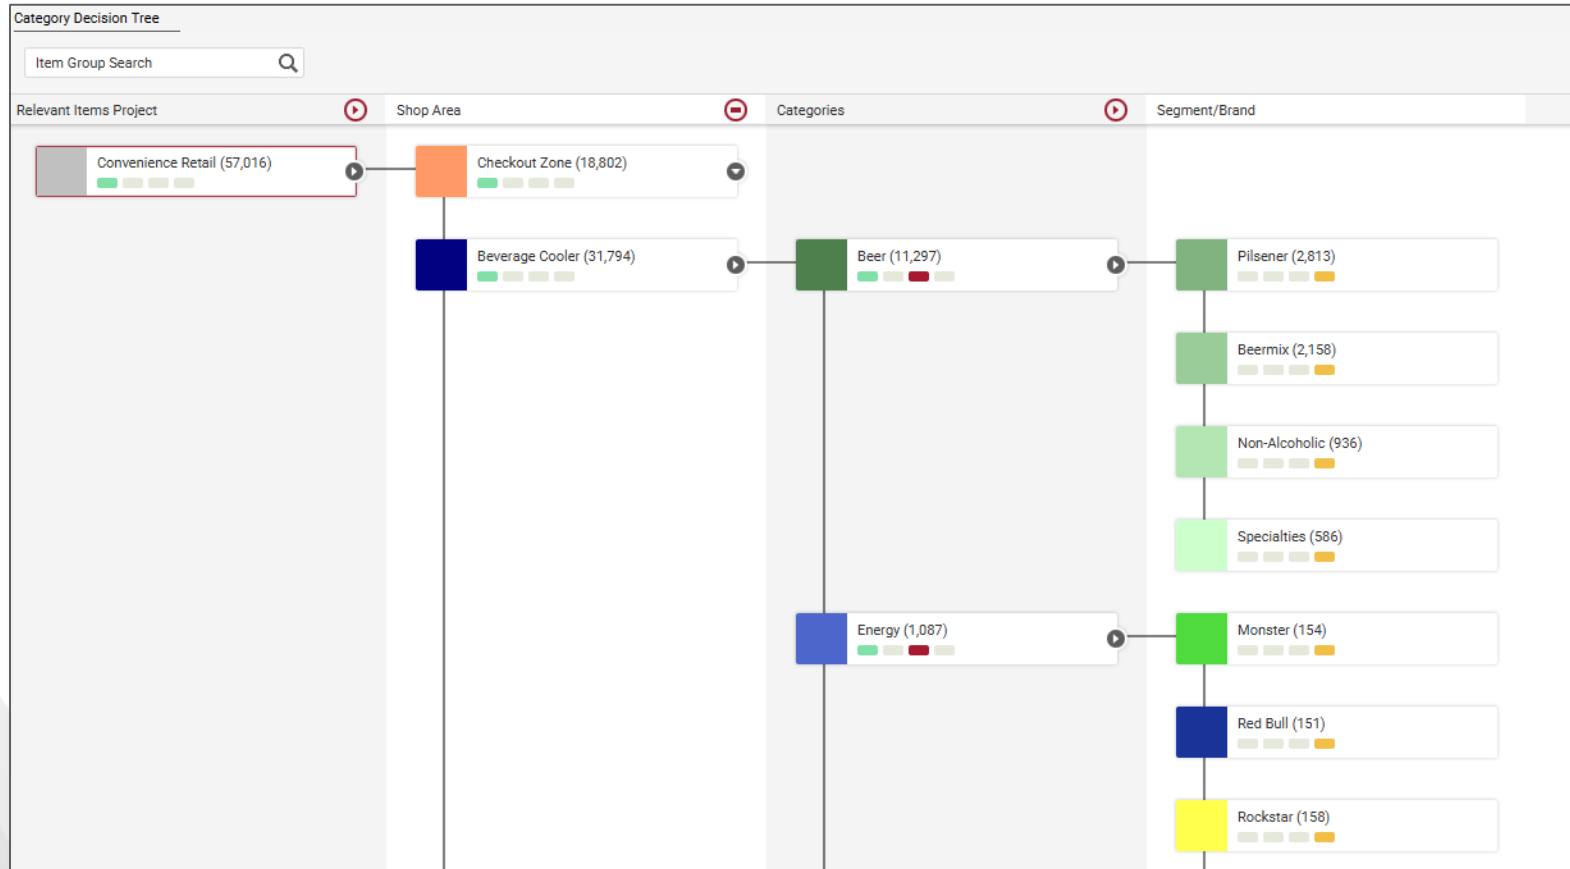 Category Decision Tree
Item Group Search
Relevant Items Project
Shop Area
Categories
Segment/Brand
Convenience Retail (57,016)
Checkout Zone (18,802)
Beverage Cooler (31,794)
Beer (11,297)
Pilsener (2,813)
Beermix (2,158)
Non-Alcoholic (936)
Specialties (586)
Energy (1,087)
Monster (154)
Red Bull (151)
Rockstar (158)